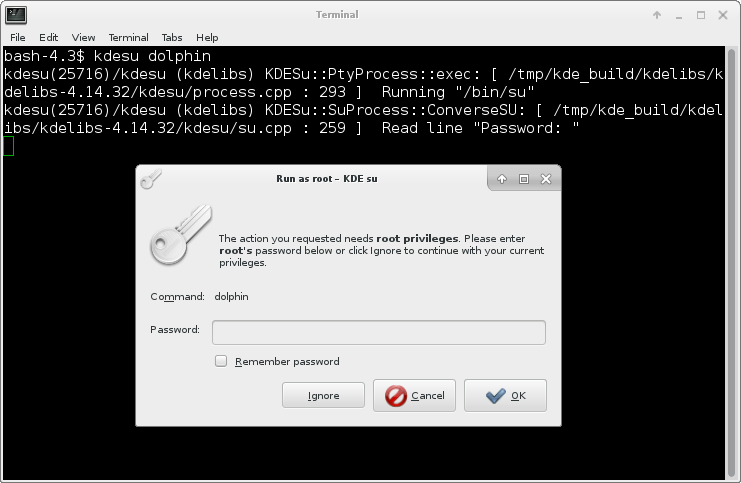 Terminal
File Edit View Terminal Tabs Help
bash-4.3$ kdesu dolphin
kdesu(25716)/kdesu (kdelibs) KDESu::PtyProcess::exec: [ /tmp/kde_build/kdelibs/k
delibs-4.14.32/kdesu/process.cpp : 293 ]  Running "/bin/su"
kdesu(25716)/kdesu (kdelibs) KDESu::SuProcess::ConverseSU: [ /tmp/kde_build/kdel
ibs/kdelibs-4.14.32/kdesu/su.cpp : 259 ]  Read line "Password: "
Run as root – KDE su
The action you requested needs root privileges. Please enter
root's password below or click Ignore to continue with your current
privileges.
Command: dolphin
Password:
Remember password
Ignore Cancel OK